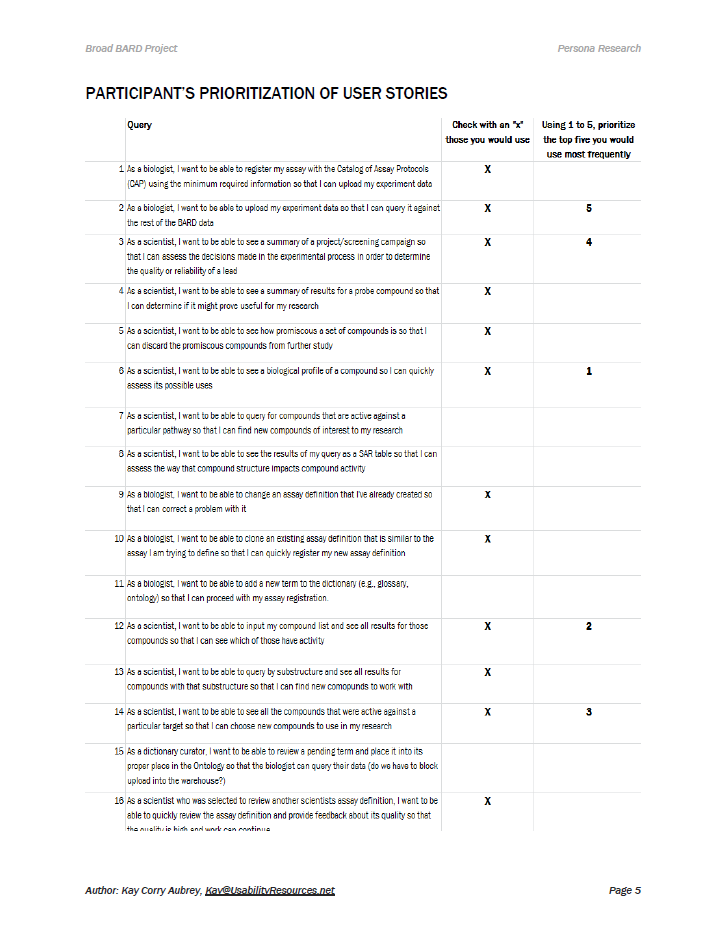 Broad BARD Project Persona Research
PARTICIPANT'S PRIORITIZATION OF USER STORIES
Query Check with an "x" Using 1 to 5, prioritize
those you would use the top five you would
use most frequently
1 As a biologist, I want to be able to register my assay with the Catalog of Assay Protocols X
(CAP) using the minimum required information so that I can upload my experiment data
2 As a biologist, I want to be able to upload my experiment data so that I can query it against X 5
the rest of the BARD data
3 As a scientist, I want to be able to see a summary of a project/screening campaign so X 4
that I can assess the decisions made in the experimental process in order to determine
the quality or reliability of a lead
4 As a scientist, I want to be able to see a summary of results for a probe compound so that X
I can determine if it might prove useful for my research
5 As a scientist, I want to be able to see how promiscuous a set of compounds is so that I X
can discard the promiscuous compounds from further study
6 As a scientist, I want to be able to see a biological profile of a compound so I can quickly X 1
assess its possible uses
7 As a scientist, I want to be able to query for compounds that are active against a
particular pathway so that I can find new compounds of interest to my research
8 As a scientist, I want to be able to see the results of my query as a SAR table so that I can
assess the way that compound structure impacts compound activity
9 As a biologist, I want to be able to change an assay definition that I've already created so X
that I can correct a problem with it
10 As a biologist, I want to be able to clone an existing assay definition that is similar to the X
assay I am trying to define so that I can quickly register my new assay definition
11 As a biologist, I want to be able to add a new term to the dictionary (e.g., glossary,
ontology) so that I can proceed with my assay registration.
12 As a scientist, I want to be able to input my compound list and see all results for those X 2
compounds so that I can see which of those have activity
13 As a scientist, I want to be able to query by substructure and see all results for X
compounds with that substructure so that I can find new comopunds to work with
14 As a scientist, I want to be able to see all the compounds that were active against a X 3
particular target so that I can choose new compounds to use in my research
15 As a dictionary curator, I want to be able to review a pending term and place it into its
proper place in the Ontology so that the biologist can query their data (do we have to block
upload into the warehouse?)
16 As a scientist who was selected to review another scientists assay definition, I want to be X
able to quickly review the assay definition and provide feedback about its quality so that
the quality is high and work can continue
Author: Kay Corry Aubrey, Kay@UsabilityResources.net Page 5